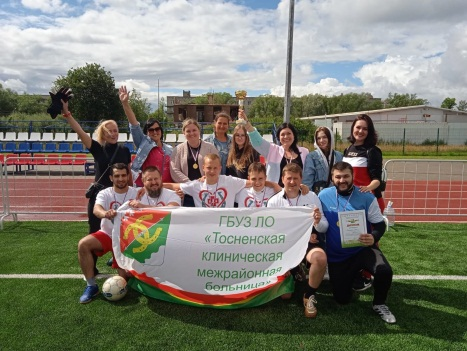 ГБУЗ ЛО
«Тосненская
клиническая
межрайонная
больница»